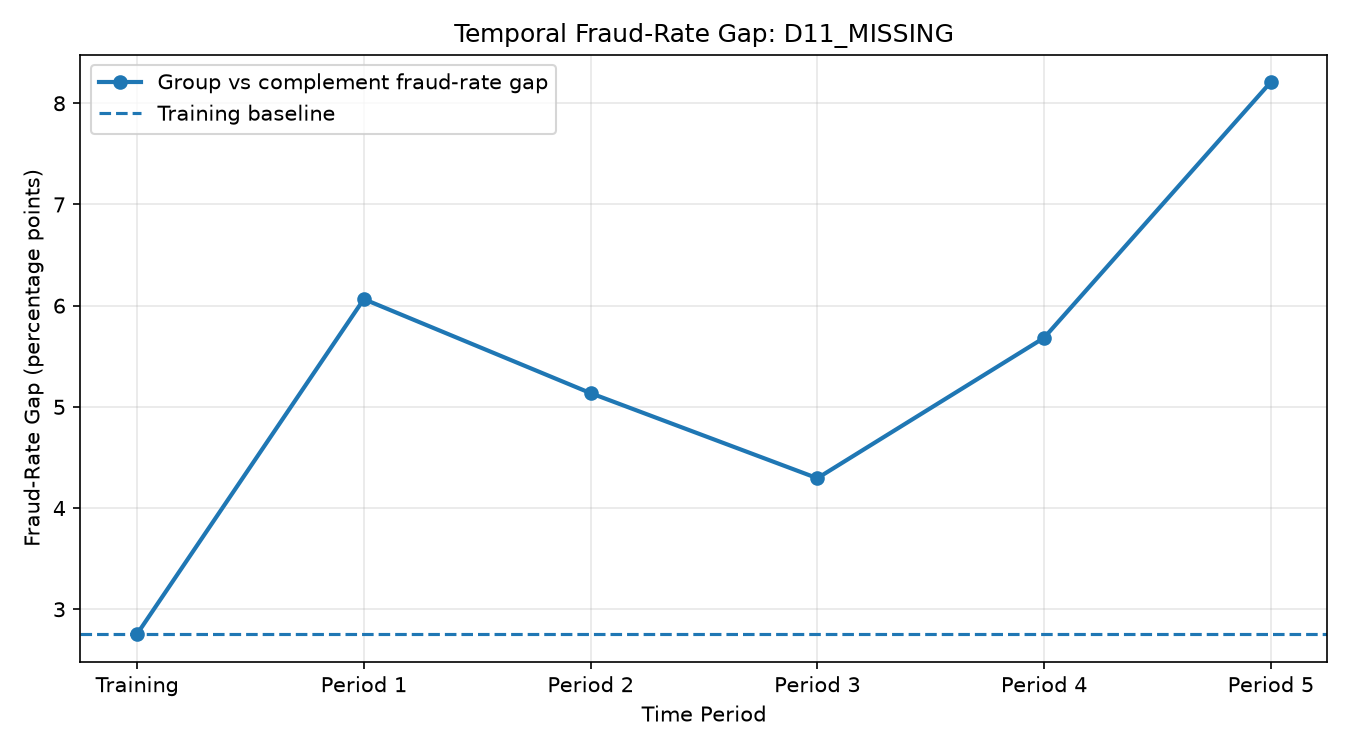 Temporal Fraud-Rate Gap: D11_MISSING
Group vs complement fraud-rate gap
Training baseline
Fraud-Rate Gap (percentage points)
8
7
6
5
4
3
Training Period 1 Period 2 Period 3 Period 4 Period 5
Time Period